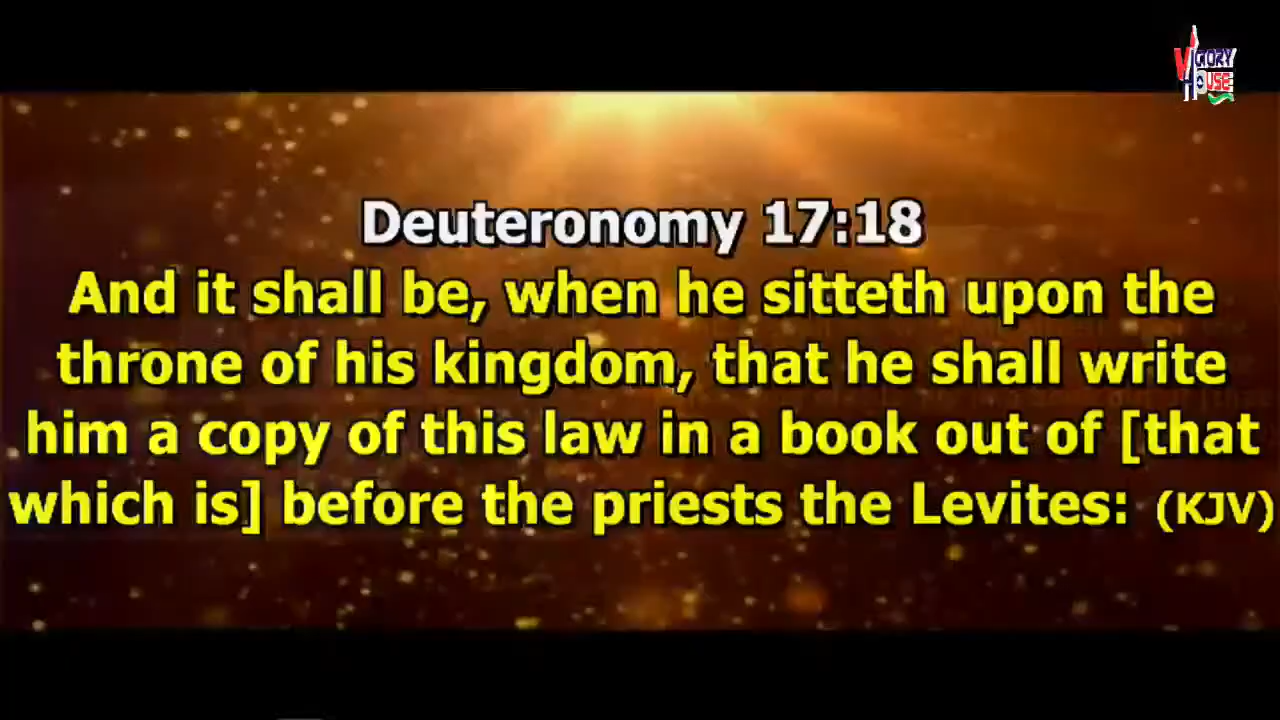 VICTORY
HOUSE
Deuteronomy 17:18
And it shall be, when he sitteth upon the
throne of his kingdom, that he shall write
him a copy of this law in a book out of [that
which is] before the priests the Levites: (KJV)